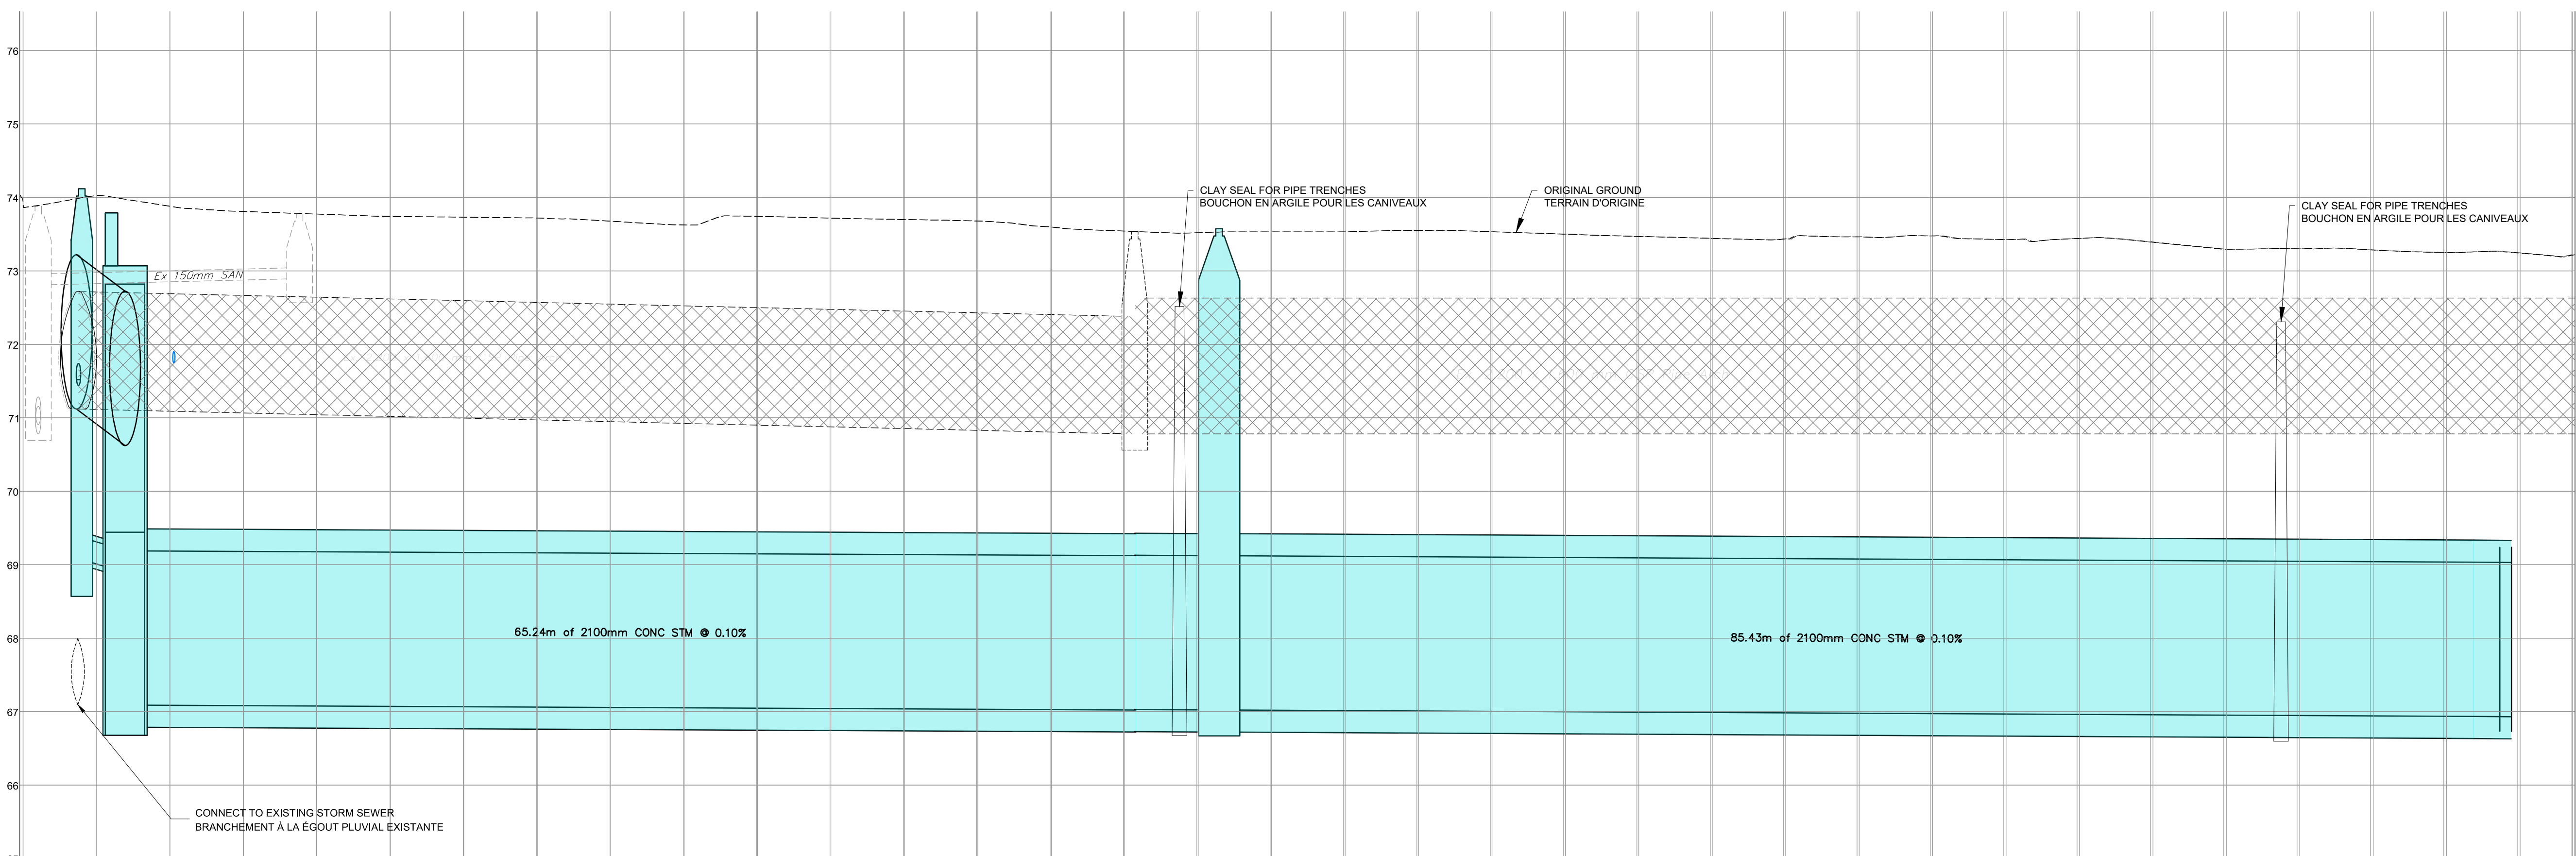 76
75
74
73
72
71
70
69
68
67
66
CLAY SEAL FOR PIPE TRENCHES
BOUCHON EN ARGILE POUR LES CANIVEAUX
ORIGINAL GROUND
TERRAIN D'ORIGINE
CLAY SEAL FOR PIPE TRENCHES
BOUCHON EN ARGILE POUR LES CANIVEAUX
Ex 150mm SAN
65.24m of 2100mm CONC STM @ 0.10%
85.43m of 2100mm CONC STM @ 0.10%
CONNECT TO EXISTING STORM SEWER
BRANCHEMENT À LA ÉGOUT PLUVIAL EXISTANTE